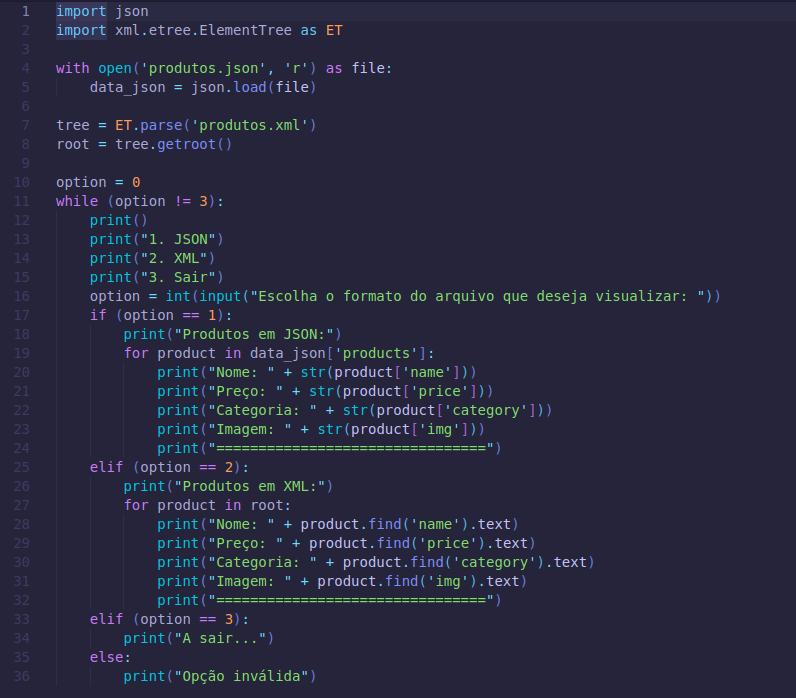 1 import json
2 import xml.etree.ElementTree as ET
3
4 with open('produtos.json', 'r') as file:
5     data_json = json.load(file)
6
7 tree = ET.parse('produtos.xml')
8 root = tree.getroot()
9
10 option = 0
11 while (option != 3):
12     print()
13     print("1. JSON")
14     print("2. XML")
15     print("3. Sair")
16     option = int(input("Escolha o formato do arquivo que deseja visualizar: "))
17     if (option == 1):
18         print("Produtos em JSON:")
19         for product in data_json['products']:
20             print("Nome: " + str(product['name']))
21             print("Preço: " + str(product['price']))
22             print("Categoria: " + str(product['category']))
23             print("Imagem: " + str(product['img']))
24             print("================================")
25     elif (option == 2):
26         print("Produtos em XML:")
27         for product in root:
28             print("Nome: " + product.find('name').text)
29             print("Preço: " + product.find('price').text)
30             print("Categoria: " + product.find('category').text)
31             print("Imagem: " + product.find('img').text)
32             print("================================")
33     elif (option == 3):
34         print("A sair...")
35     else:
36         print("Opção inválida")